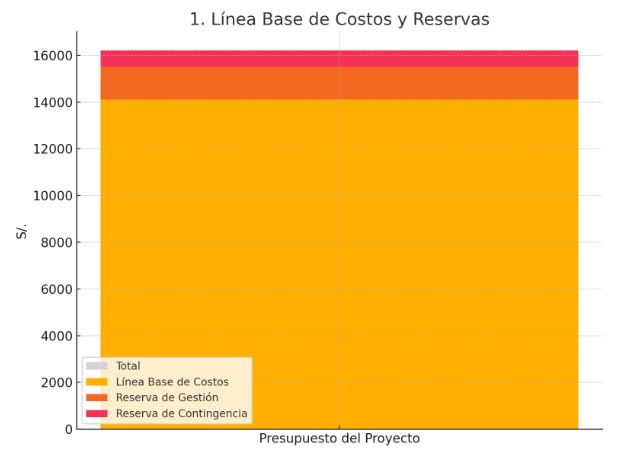 1. Línea Base de Costos y Reservas
16000
14000
12000
10000
8000
6000
4000
2000
0
S/.
Total
Línea Base de Costos
Reserva de Gestión
Reserva de Contingencia
Presupuesto del Proyecto